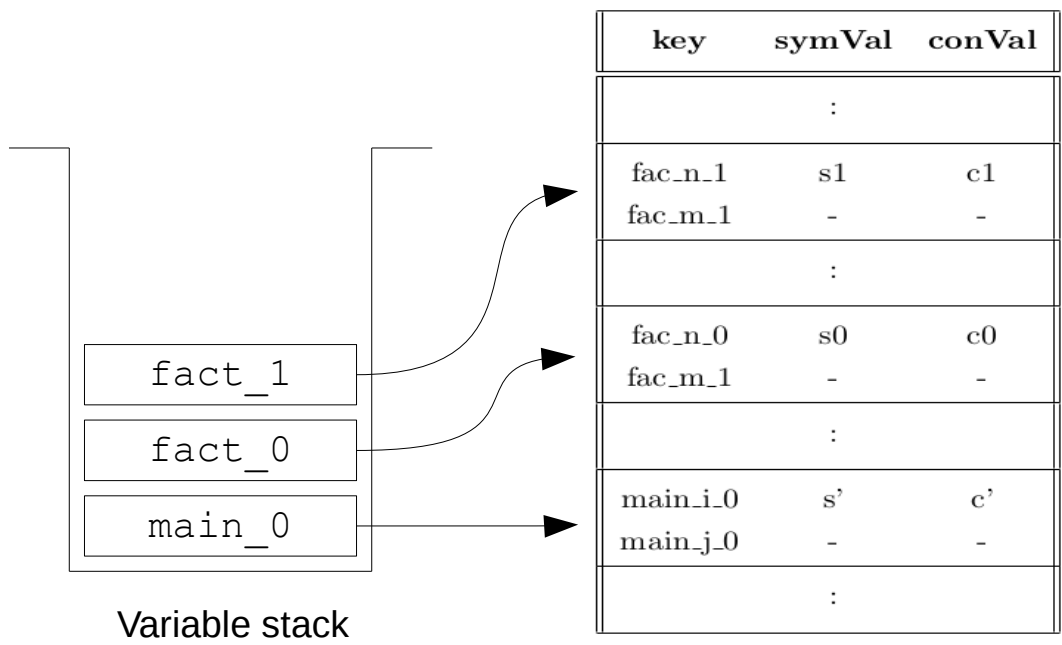 key symVal conVal
:
fac_n_1 s1 c1
fac_m_1 - -
:
fac_n_0 s0 c0
fac_m_1 - -
:
main_i_0 s' c'
main_j_0 - -
:
fact_1
fact_0
main_0
Variable stack